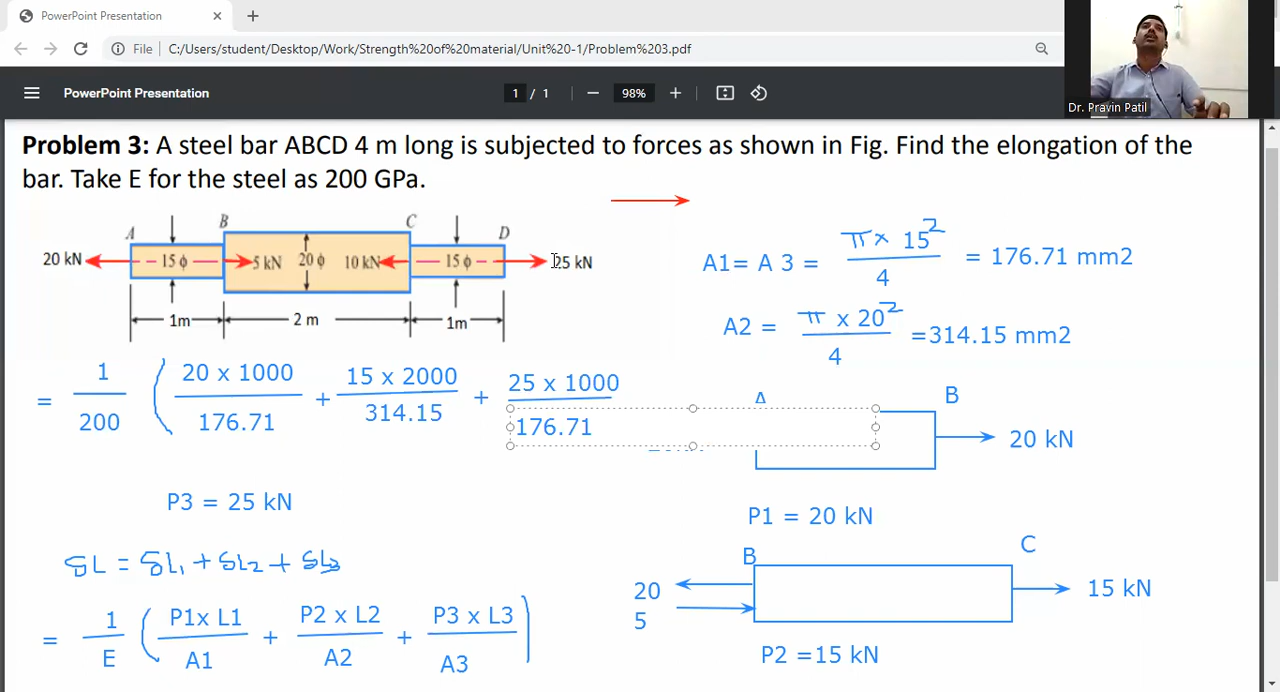 PowerPoint Presentation
File C:/Users/student/Desktop/Work/Strength%20of%20material/Unit%20-1/Problem%203.pdf
PowerPoint Presentation 1 / 1 98%
Dr. Pravin Patil
Problem 3: A steel bar ABCD 4 m long is subjected to forces as shown in Fig. Find the elongation of the
bar. Take E for the steel as 200 GPa.
A B C D
20 kN 15 ϕ 5 kN 20 ϕ 10 kN 15 ϕ 25 kN
1m 2 m 1m
A1= A 3 = π x 15² / 4 = 176.71 mm2
A2 = π x 20² / 4 =314.15 mm2
= 1 / 200 ( 20 x 1000 / 176.71 + 15 x 2000 / 314.15 + 25 x 1000 / 176.71
A B
20 kN
P3 = 25 kN
P1 = 20 kN
δL = δL1 + δL2 + δL3
B C
20 15 kN
5
= 1 / E ( P1x L1 / A1 + P2 x L2 / A2 + P3 x L3 / A3 )
P2 =15 kN